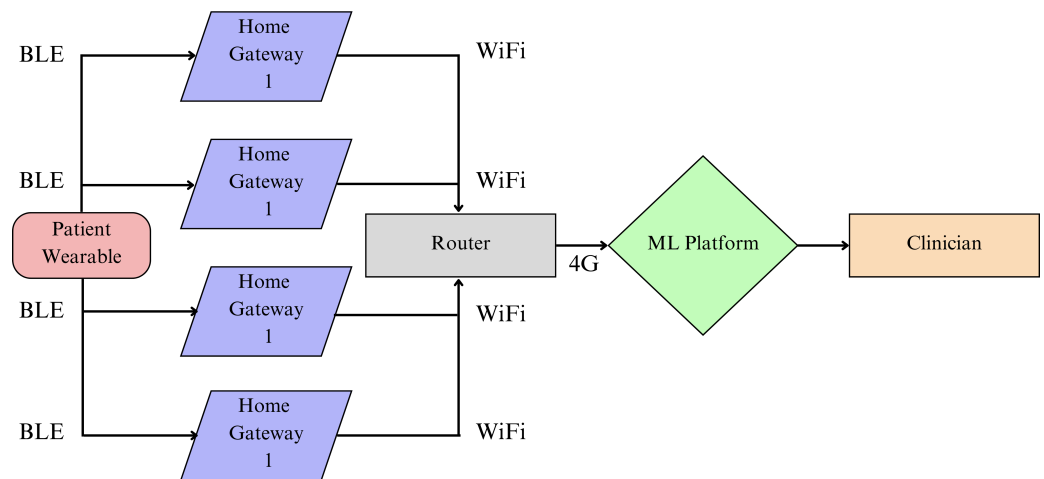 BLE
Home
Gateway
1
WiFi
BLE
Home
Gateway
1
WiFi
Patient
Wearable
Router
4G
ML Platform
Clinician
BLE
Home
Gateway
1
WiFi
BLE
Home
Gateway
1
WiFi